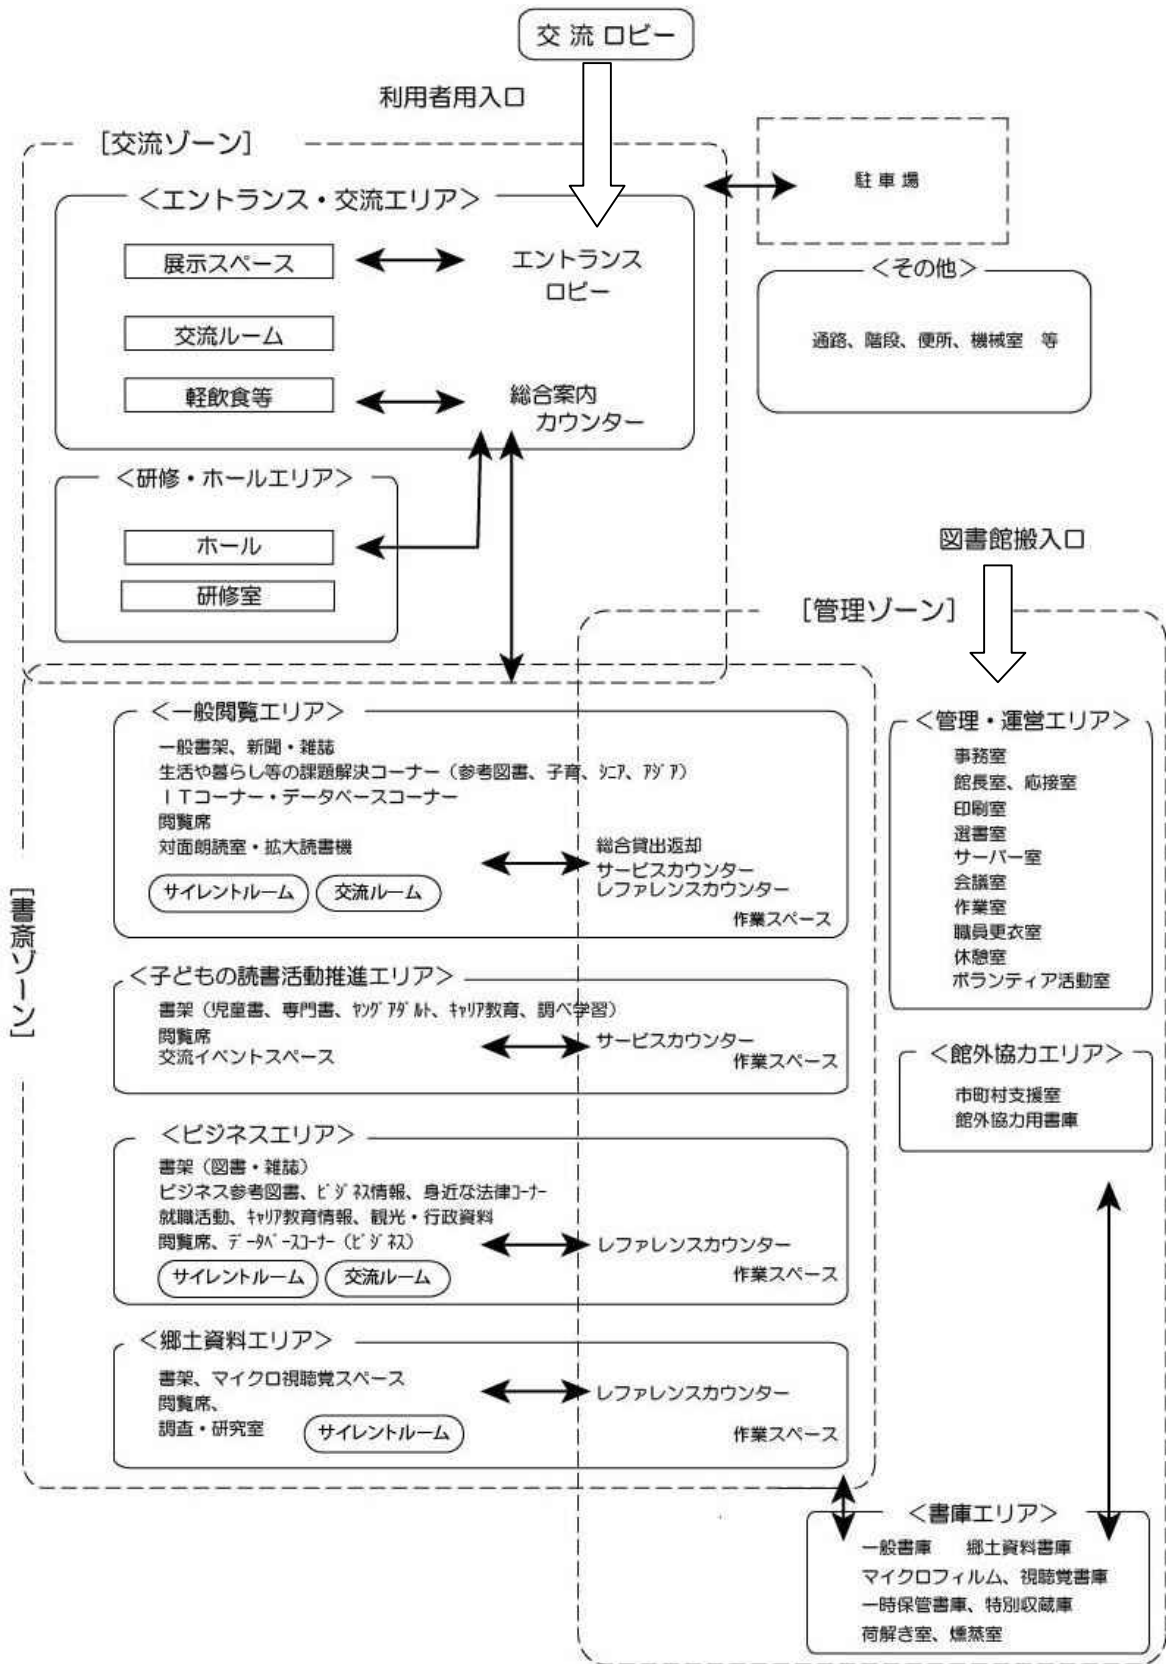 交流ロビー
利用者用入口
[交流ゾーン]
駐車場
＜エントランス・交流エリア＞
展示スペース
エントランス
ロビー
交流ルーム
軽飲食等
総合案内
カウンター
＜その他＞
通路、階段、便所、機械室　等
＜研修・ホールエリア＞
ホール
研修室
図書館搬入口
[管理ゾーン]
[書斎ゾーン]
＜一般閲覧エリア＞
一般書架、新聞・雑誌
生活や暮らし等の課題解決コーナー（参考図書、子育、ｼﾆｱ、ｱｼﾞｱ）
ＩＴコーナー・データベースコーナー
閲覧席
対面朗読室・拡大読書機
サイレントルーム
交流ルーム
総合貸出返却
サービスカウンター
レファレンスカウンター
作業スペース
＜子どもの読書活動推進エリア＞
書架（児童書、専門書、ﾔﾝｸﾞｱﾀﾞﾙﾄ、ｷｬﾘｱ教育、調べ学習）
閲覧席
交流イベントスペース
サービスカウンター
作業スペース
＜ビジネスエリア＞
書架（図書・雑誌）
ビジネス参考図書、ﾋﾞｼﾞﾈｽ情報、身近な法律ｺｰﾅｰ
就職活動、ｷｬﾘｱ教育情報、観光・行政資料
閲覧席、ﾃﾞｰﾀﾍﾞｰｽｺｰﾅｰ（ﾋﾞｼﾞﾈｽ）
サイレントルーム
交流ルーム
レファレンスカウンター
作業スペース
＜郷土資料エリア＞
書架、マイクロ視聴覚スペース
閲覧席、
調査・研究室
サイレントルーム
レファレンスカウンター
作業スペース
＜管理・運営エリア＞
事務室
館長室、応接室
印刷室
選書室
サーバー室
会議室
作業室
職員更衣室
休憩室
ボランティア活動室
＜館外協力エリア＞
市町村支援室
館外協力用書庫
＜書庫エリア＞
一般書庫　　郷土資料書庫
マイクロフィルム、視聴覚書庫
一時保管書庫、特別収蔵庫
荷解き室、燻蒸室